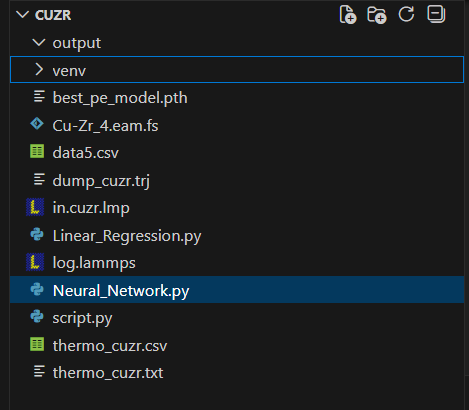 CUZR
output
venv
best_pe_model.pth
Cu-Zr_4.eam.fs
data5.csv
dump_cuzr.trj
in.cuzr.lmp
Linear_Regression.py
log.lammps
Neural_Network.py
script.py
thermo_cuzr.csv
thermo_cuzr.txt